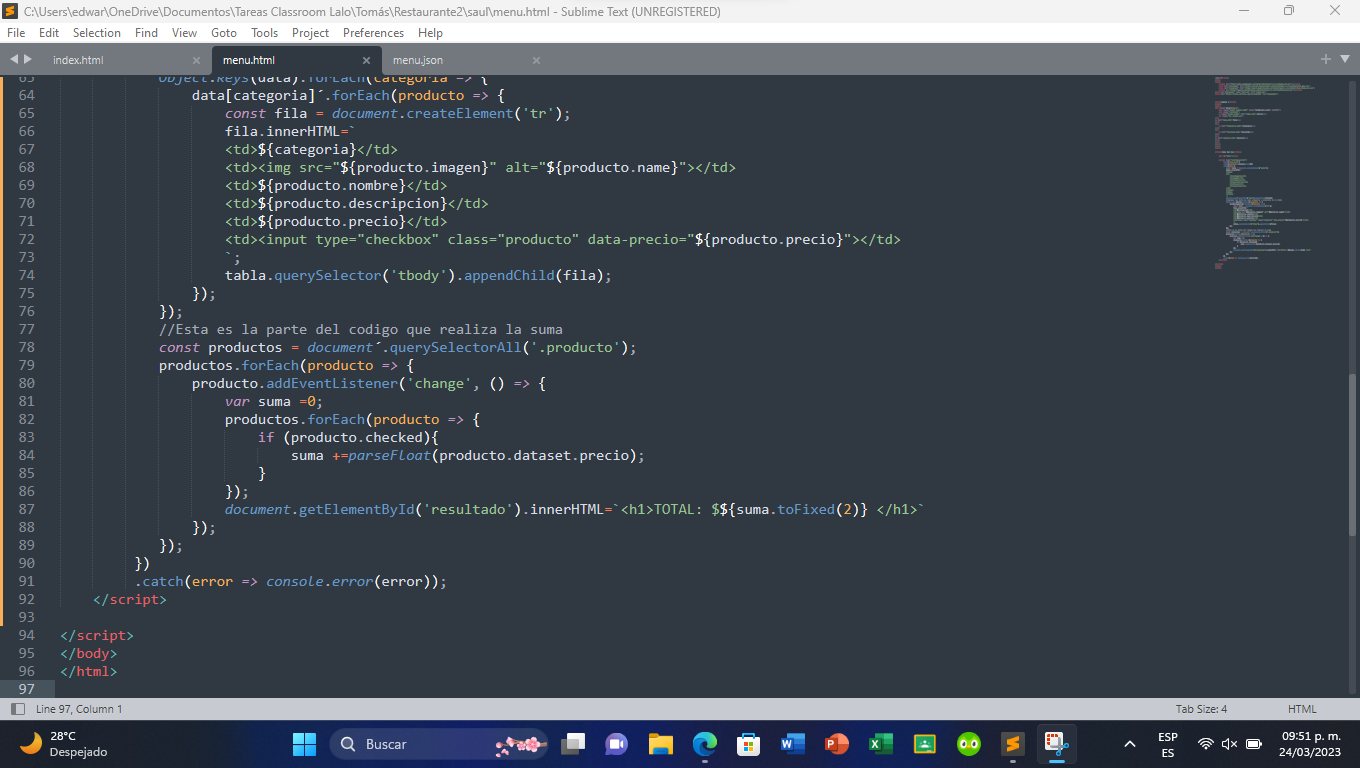 C:\Users\edwar\OneDrive\Documentos\Tareas Classroom Lalo\Tomás\Restaurante2\saul\menu.html - Sublime Text (UNREGISTERED)
File Edit Selection Find View Goto Tools Project Preferences Help
index.html menu.html menu.json
65 Object.keys(data).forEach(categoria => {
64 data[categoria]´.forEach(producto => {
65 const fila = document.createElement('tr');
66 fila.innerHTML=`
67 <td>${categoria}</td>
68 <td><img src="${producto.imagen}" alt="${producto.name}"></td>
69 <td>${producto.nombre}</td>
70 <td>${producto.descripcion}</td>
71 <td>${producto.precio}</td>
72 <td><input type="checkbox" class="producto" data-precio="${producto.precio}"></td>
73 `;
74 tabla.querySelector('tbody').appendChild(fila);
75 });
76 });
77 //Esta es la parte del codigo que realiza la suma
78 const productos = document´.querySelectorAll('.producto');
79 productos.forEach(producto => {
80 producto.addEventListener('change', () => {
81 var suma =0;
82 productos.forEach(producto => {
83 if (producto.checked){
84 suma +=parseFloat(producto.dataset.precio);
85 }
86 });
87 document.getElementById('resultado').innerHTML=`<h1>TOTAL: $${suma.toFixed(2)} </h1>`
88 });
89 });
90 })
91 .catch(error => console.error(error));
92 </script>
93
94 </script>
95 </body>
96 </html>
97
Line 97, Column 1 Tab Size: 4 HTML
28°C
Despejado
Buscar
ESP
ES
09:51 p. m.
24/03/2023